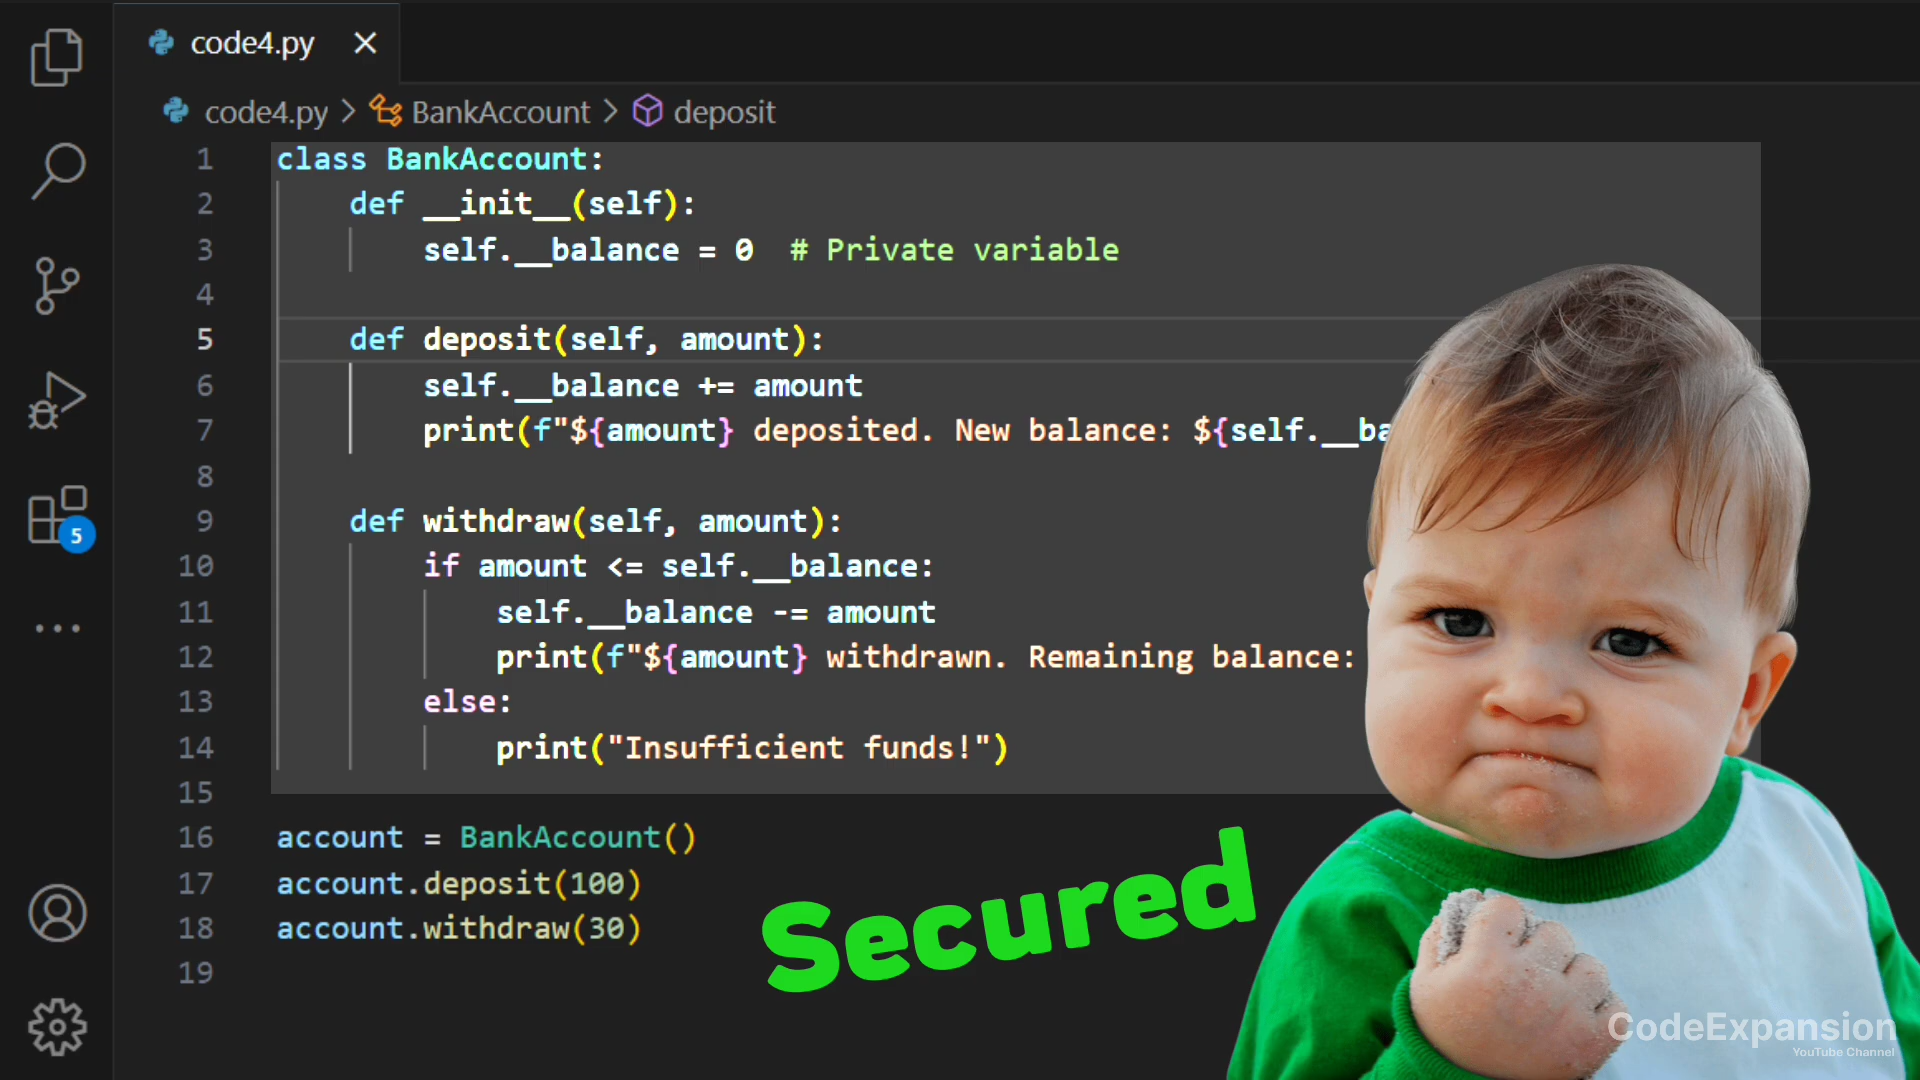 code4.py
code4.py > BankAccount > deposit
1 class BankAccount:
2 def __init__(self):
3 self.__balance = 0 # Private variable
4
5 def deposit(self, amount):
6 self.__balance += amount
7 print(f"${amount} deposited. New balance: ${self.__ba
8
9 def withdraw(self, amount):
10 if amount <= self.__balance:
11 self.__balance -= amount
12 print(f"${amount} withdrawn. Remaining balance:
13 else:
14 print("Insufficient funds!")
15
16 account = BankAccount()
17 account.deposit(100)
18 account.withdraw(30)
19
5
Secured
CodeExpansion
YouTube Channel